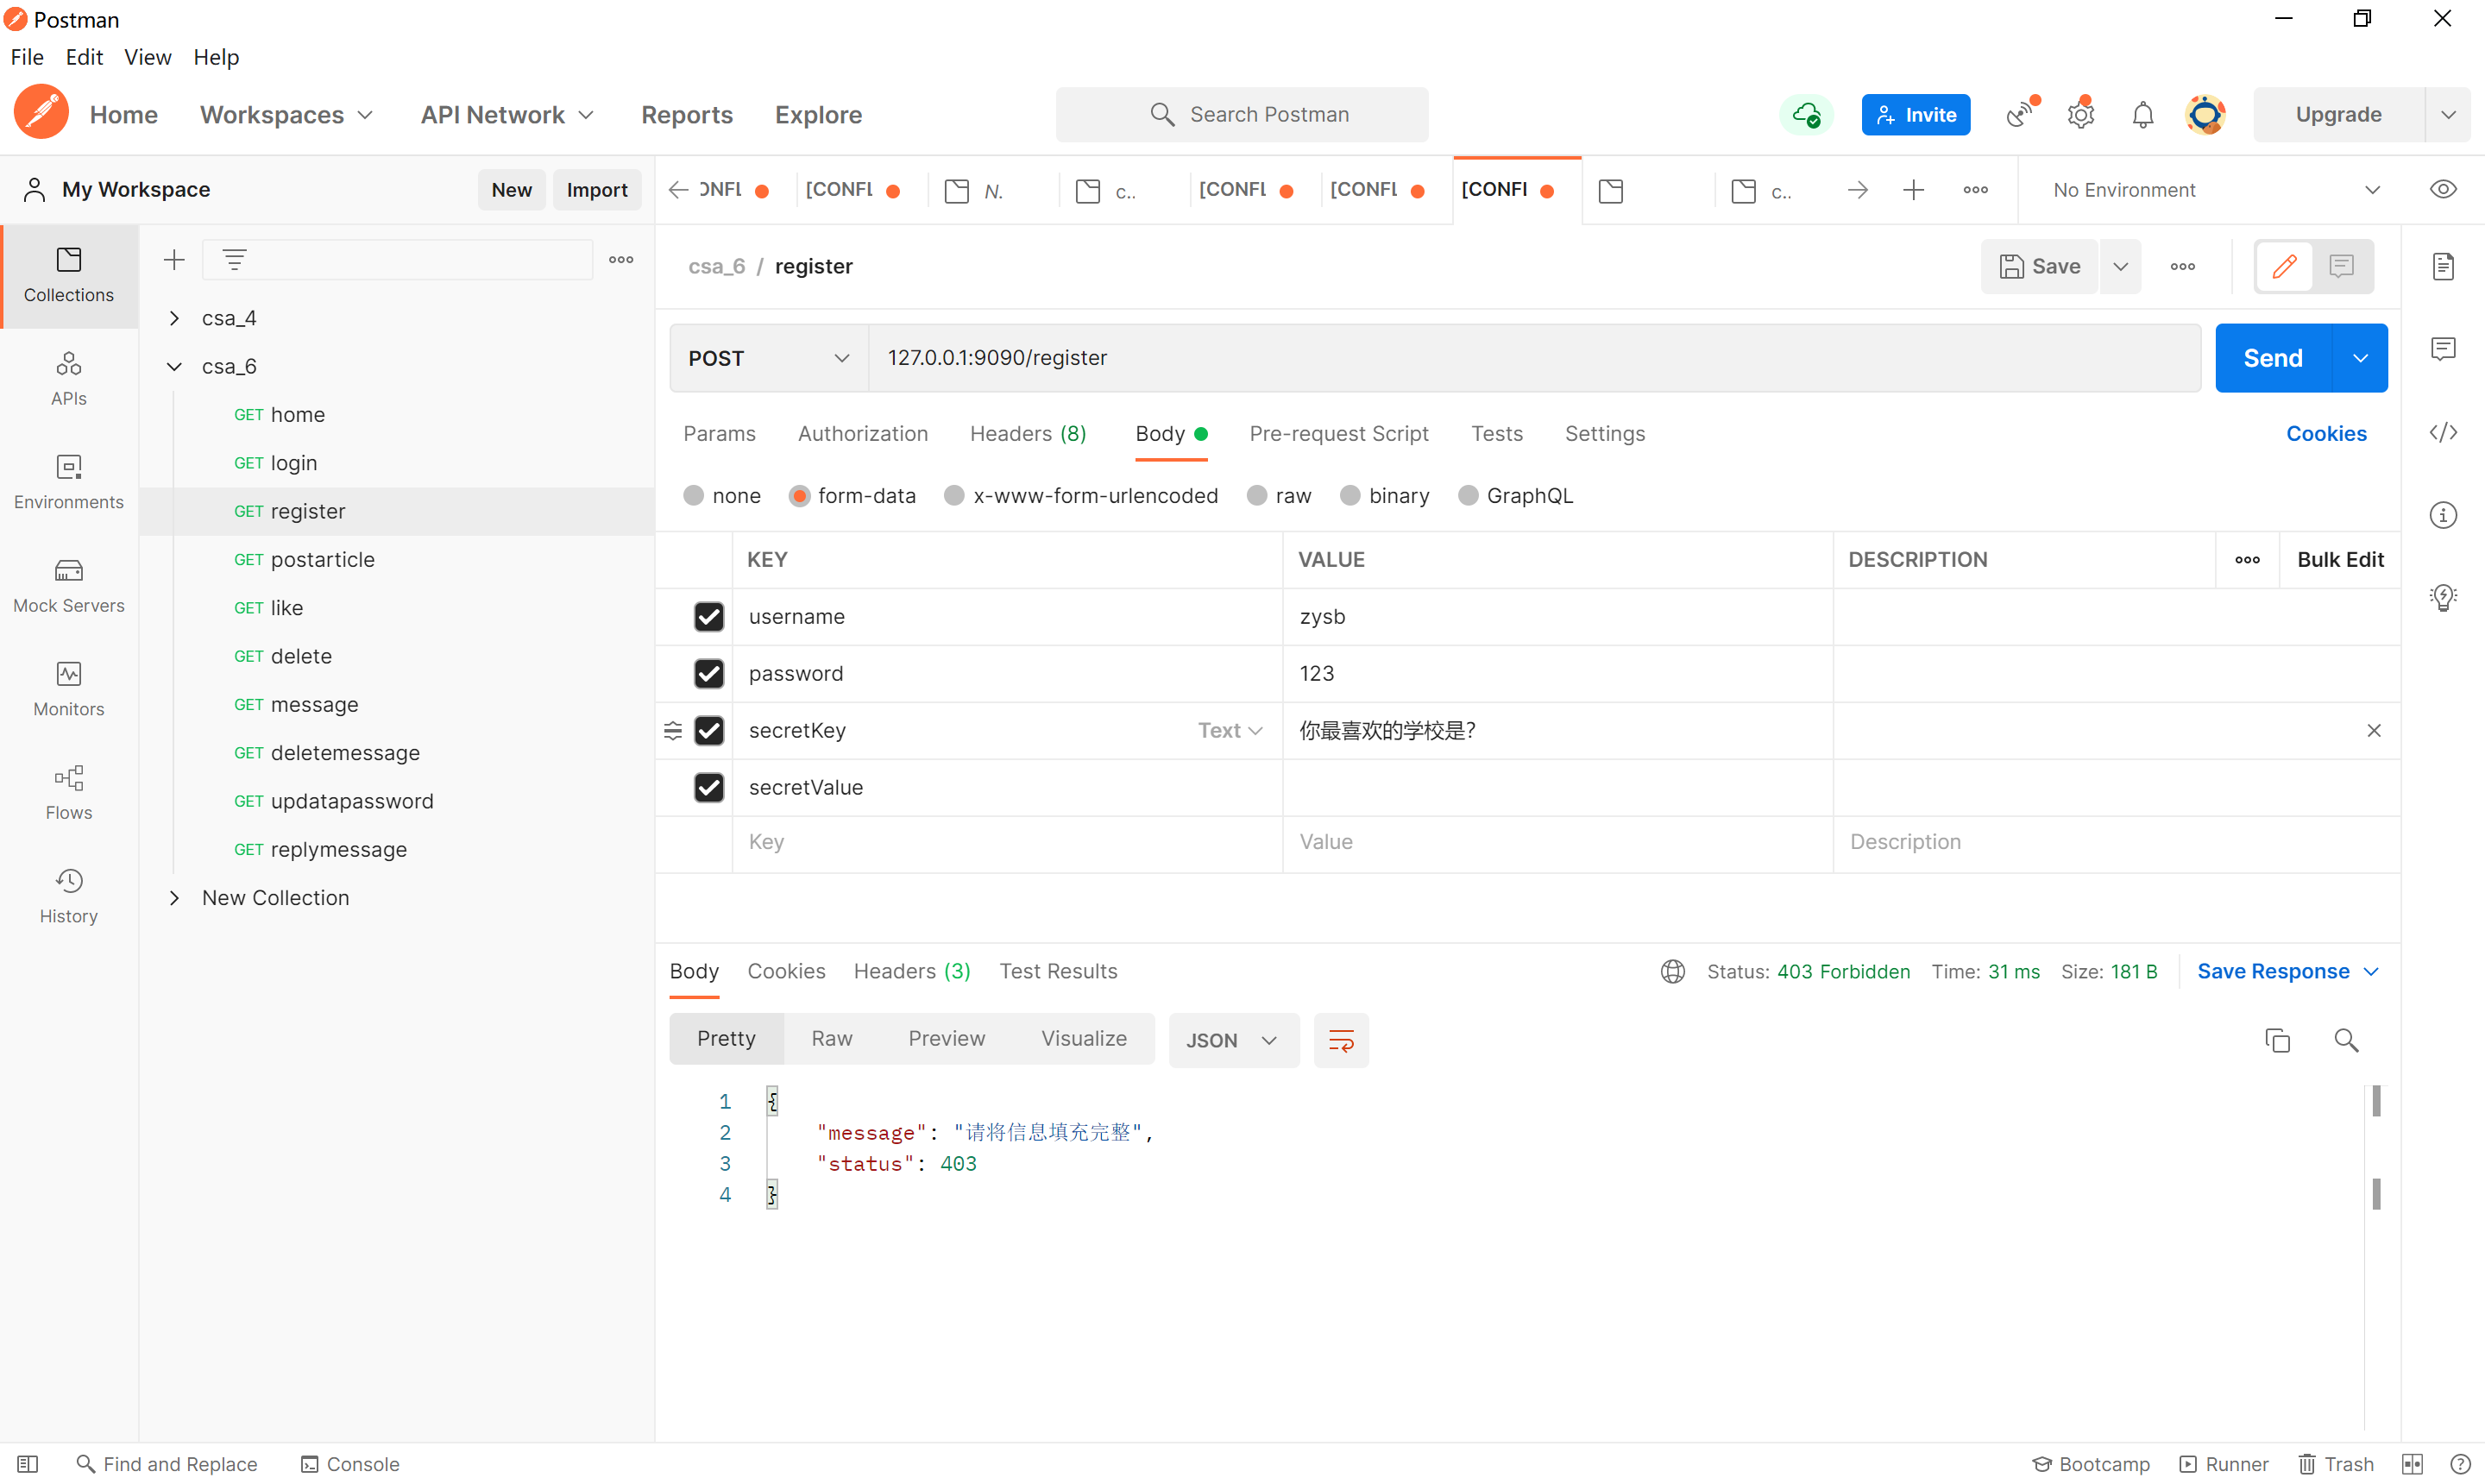 Postman
File Edit View Help
Home Workspaces API Network Reports Explore Search Postman Invite Upgrade
My Workspace New Import ONFL [CONFL N. c.. [CONFL [CONFL [CONFI c.. No Environment
Collections
APIs
Environments
Mock Servers
Monitors
Flows
History
csa_4
csa_6
GET home
GET login
GET register
GET postarticle
GET like
GET delete
GET message
GET deletemessage
GET updatapassword
GET replymessage
New Collection
csa_6 / register Save
POST 127.0.0.1:9090/register Send
Params Authorization Headers (8) Body Pre-request Script Tests Settings Cookies
none form-data x-www-form-urlencoded raw binary GraphQL
KEY VALUE DESCRIPTION Bulk Edit
username zysb
password 123
secretKey Text 你最喜欢的学校是?
secretValue
Key Value Description
Body Cookies Headers (3) Test Results Status: 403 Forbidden Time: 31 ms Size: 181 B Save Response
Pretty Raw Preview Visualize JSON
1 {
2 "message": "请将信息填充完整",
3 "status": 403
4 }
Find and Replace Console Bootcamp Runner Trash